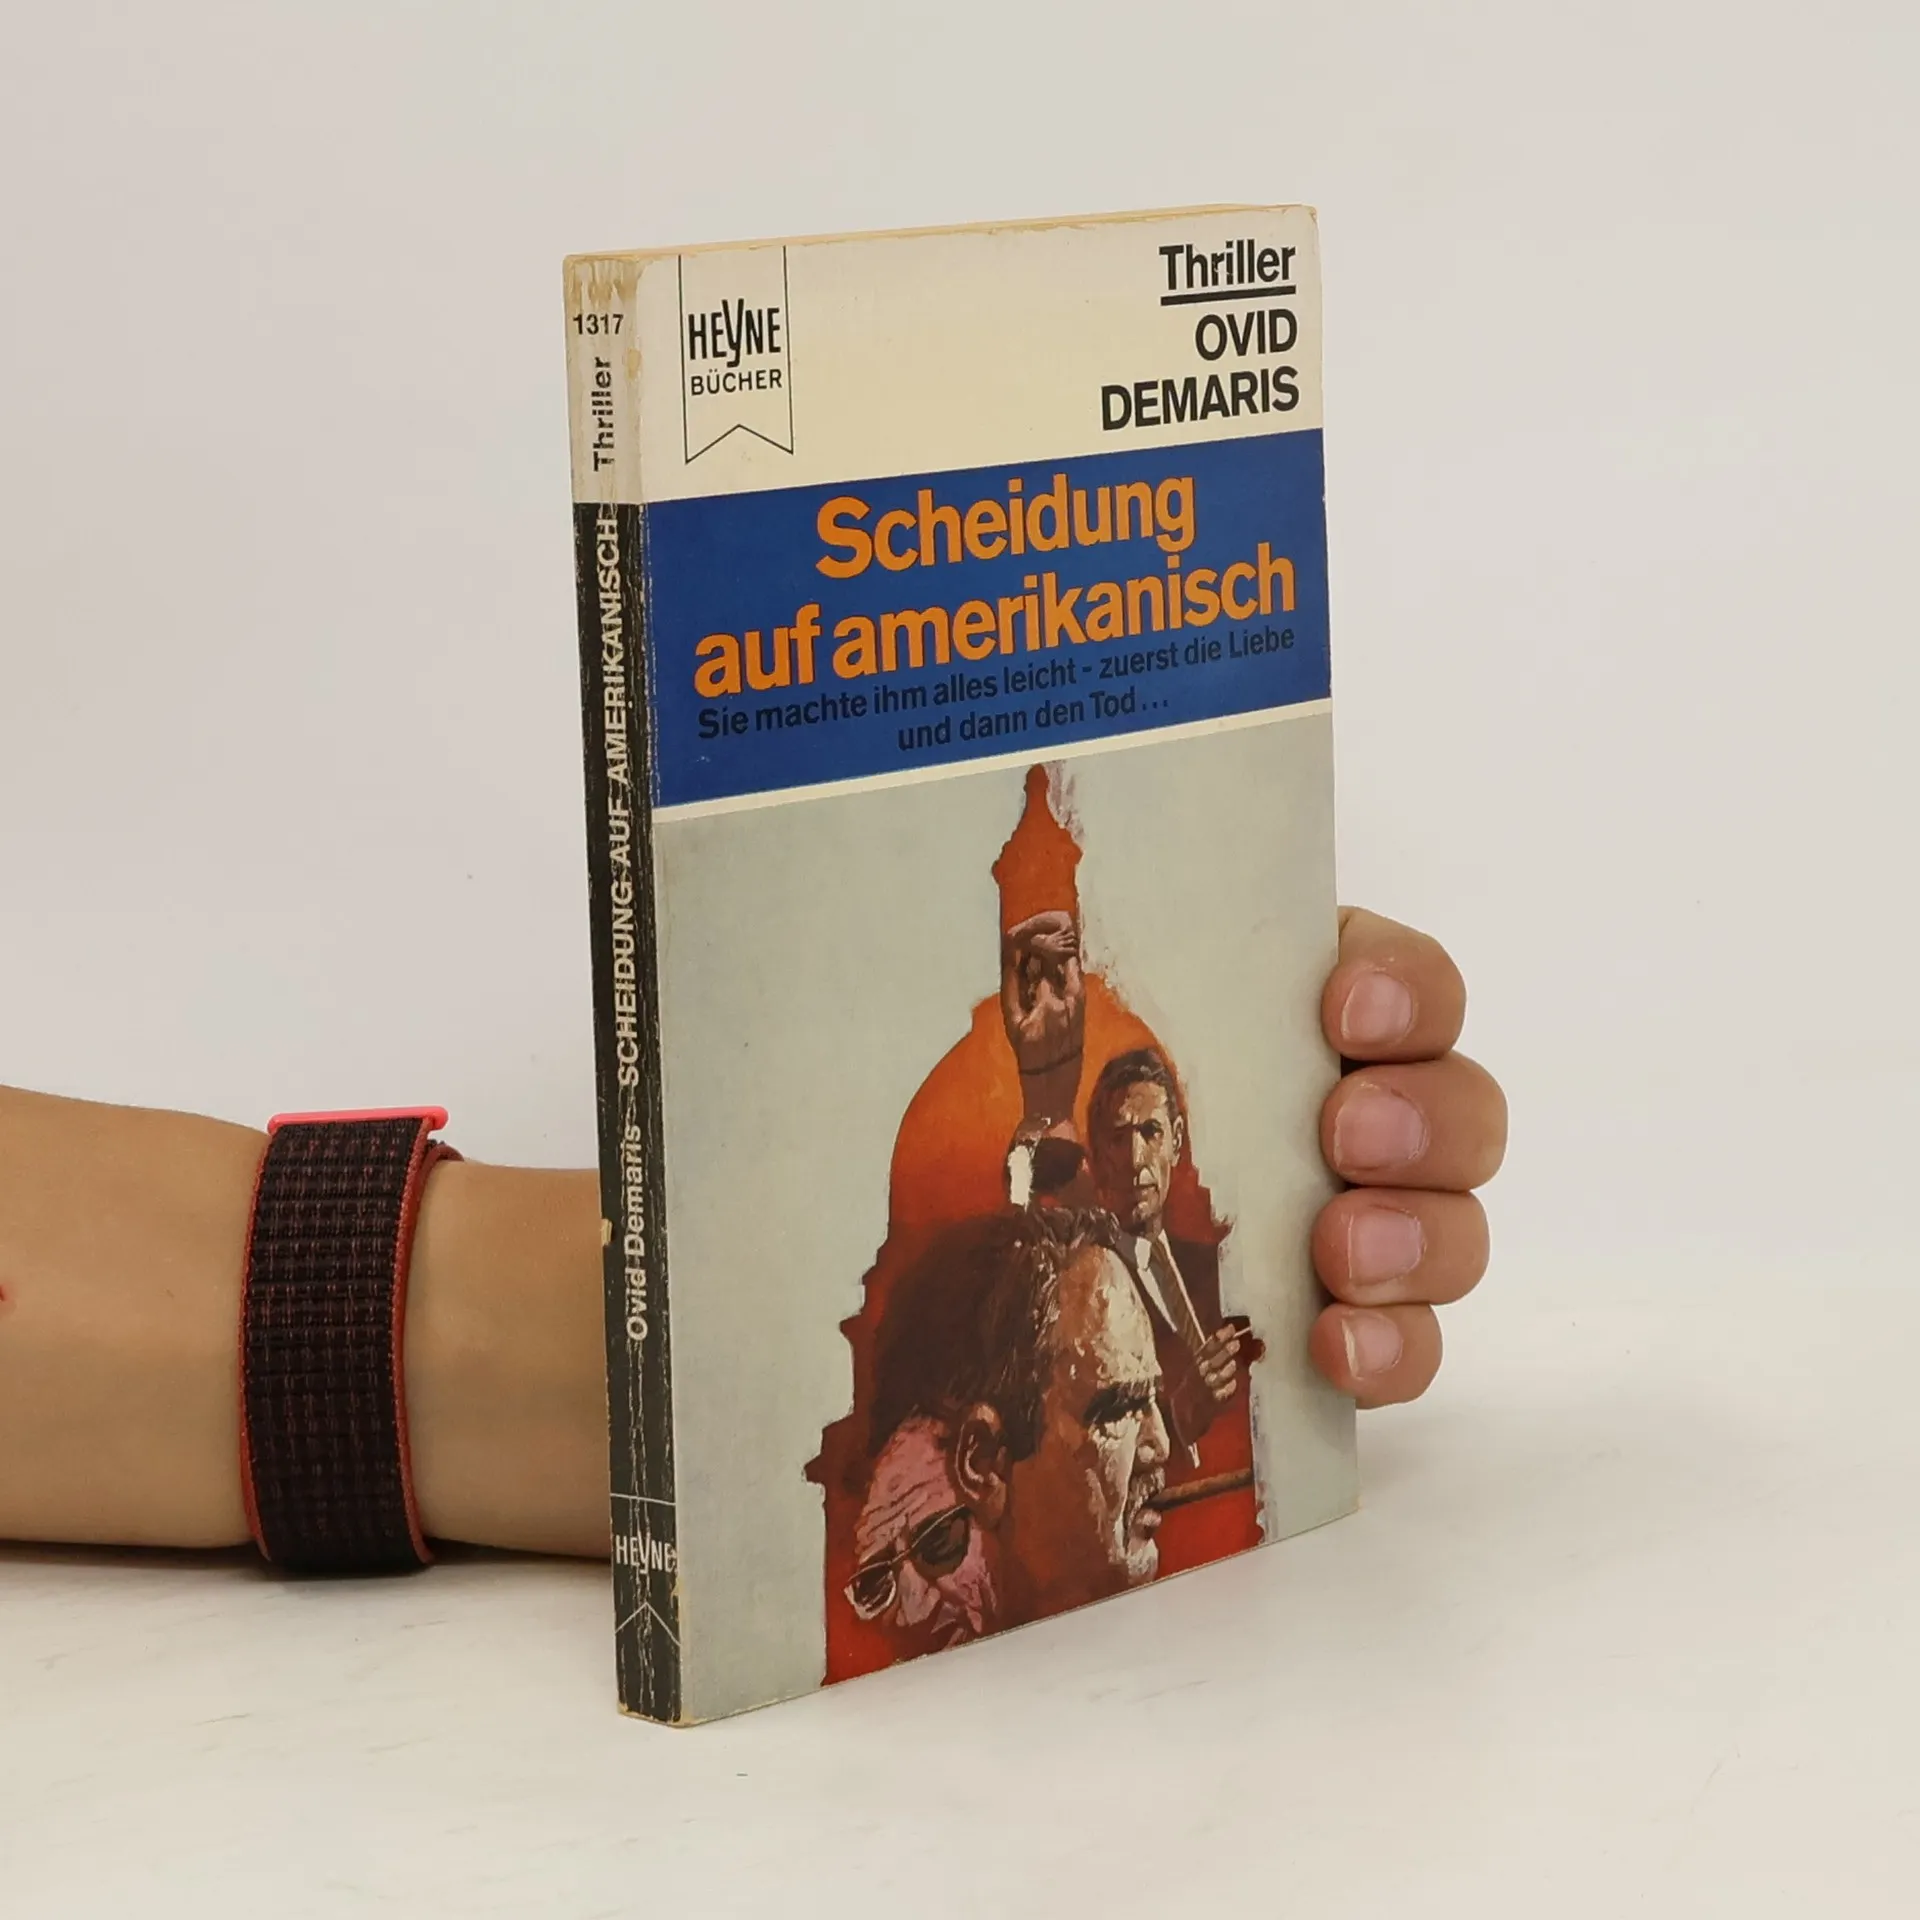 1317
Thriller
SCHEIDUNG AUF AMERIKANISCH
Ovid Demaris
HEYNE
HEYNE
BÜCHER
Thriller
OVID
DEMARIS
Scheidung
auf amerikanisch
Sie machte ihm alles leicht - zuerst die Liebe
und dann den Tod...